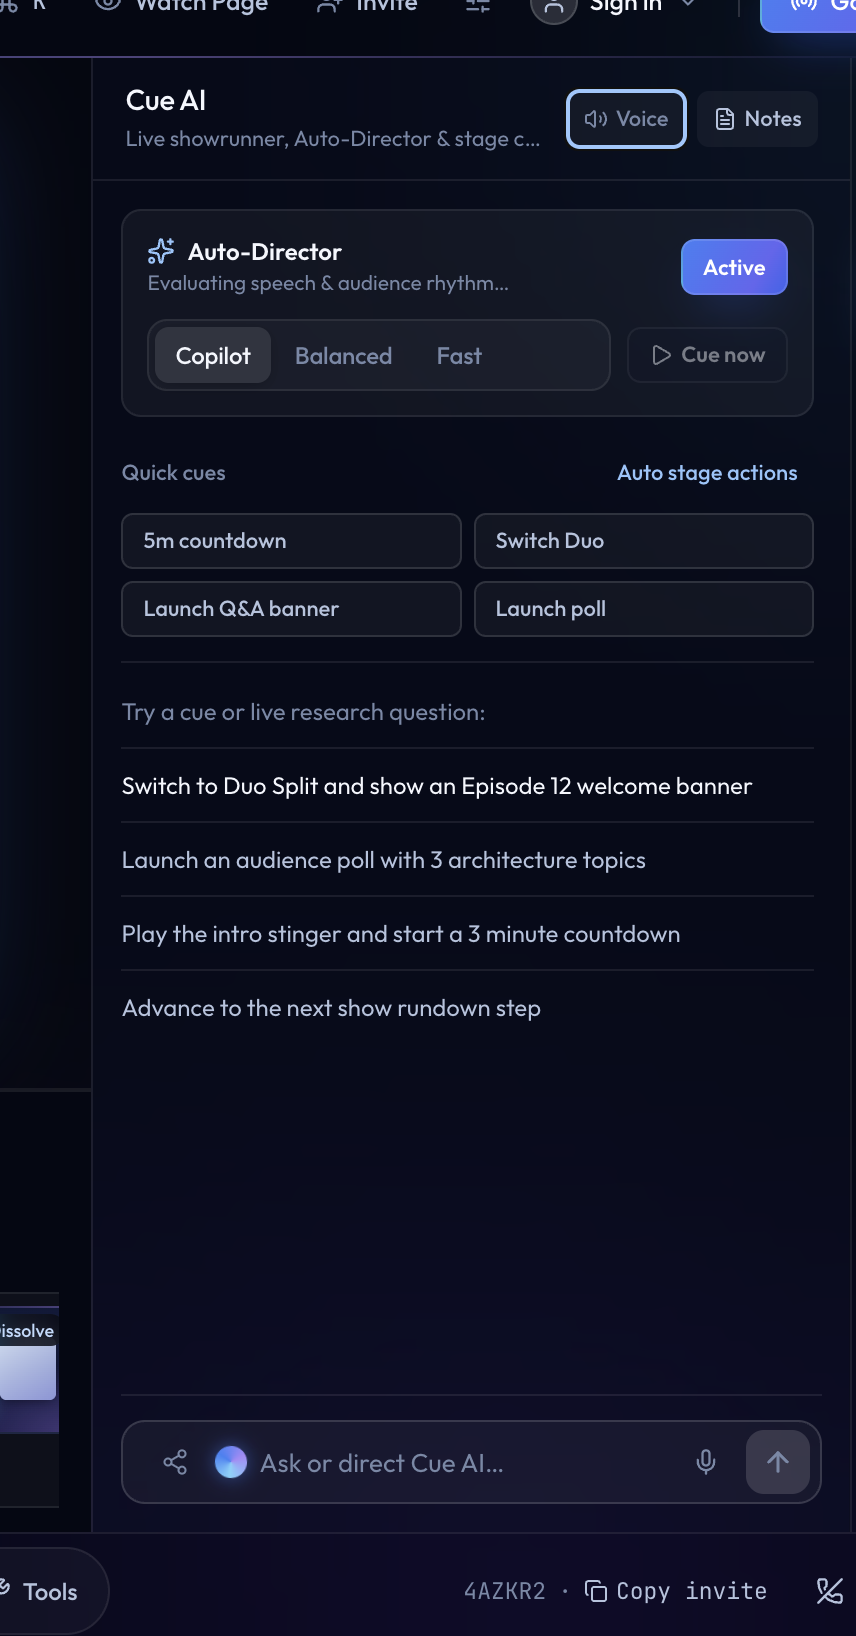 ⌘ K
Watch Page
Invite
Sign in
Go
Cue AI
Live showrunner, Auto-Director & stage c...
Voice
Notes
Auto-Director
Evaluating speech & audience rhythm...
Active
Copilot
Balanced
Fast
Cue now
Quick cues
Auto stage actions
5m countdown
Switch Duo
Launch Q&A banner
Launch poll
Try a cue or live research question:
Switch to Duo Split and show an Episode 12 welcome banner
Launch an audience poll with 3 architecture topics
Play the intro stinger and start a 3 minute countdown
Advance to the next show rundown step
issolve
Ask or direct Cue AI...
Tools
4AZKR2 · Copy invite